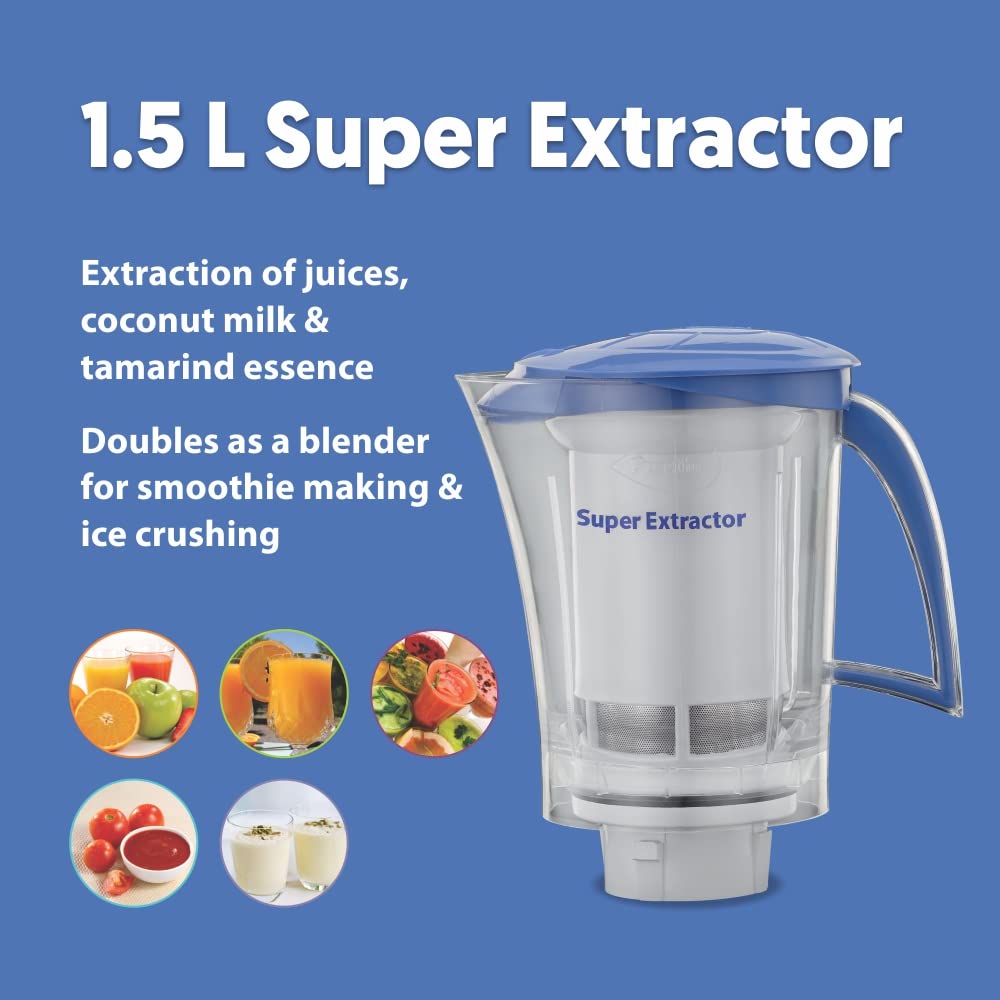 1.5 L Super Extractor
Extraction of juices,
coconut milk &
tamarind essence
Doubles as a blender
for smoothie making &
ice crushing
Super Extractor